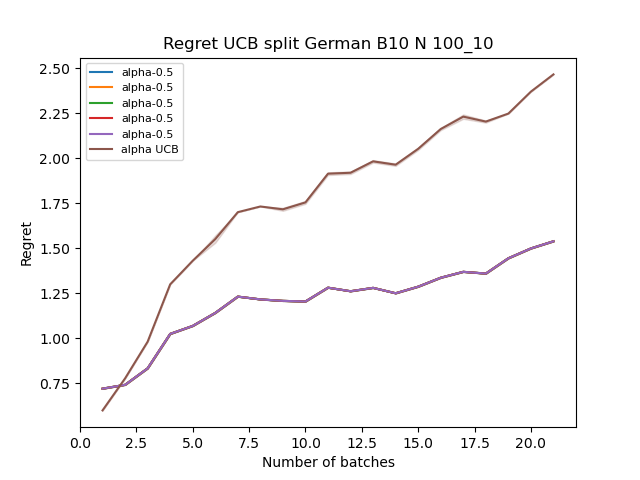 Regret UCB split German B10 N 100_10
alpha-0.5
alpha-0.5
alpha-0.5
alpha-0.5
alpha-0.5
alpha UCB
2.50
2.25
2.00
1.75
1.50
1.25
1.00
0.75
Regret
0.0 2.5 5.0 7.5 10.0 12.5 15.0 17.5 20.0
Number of batches